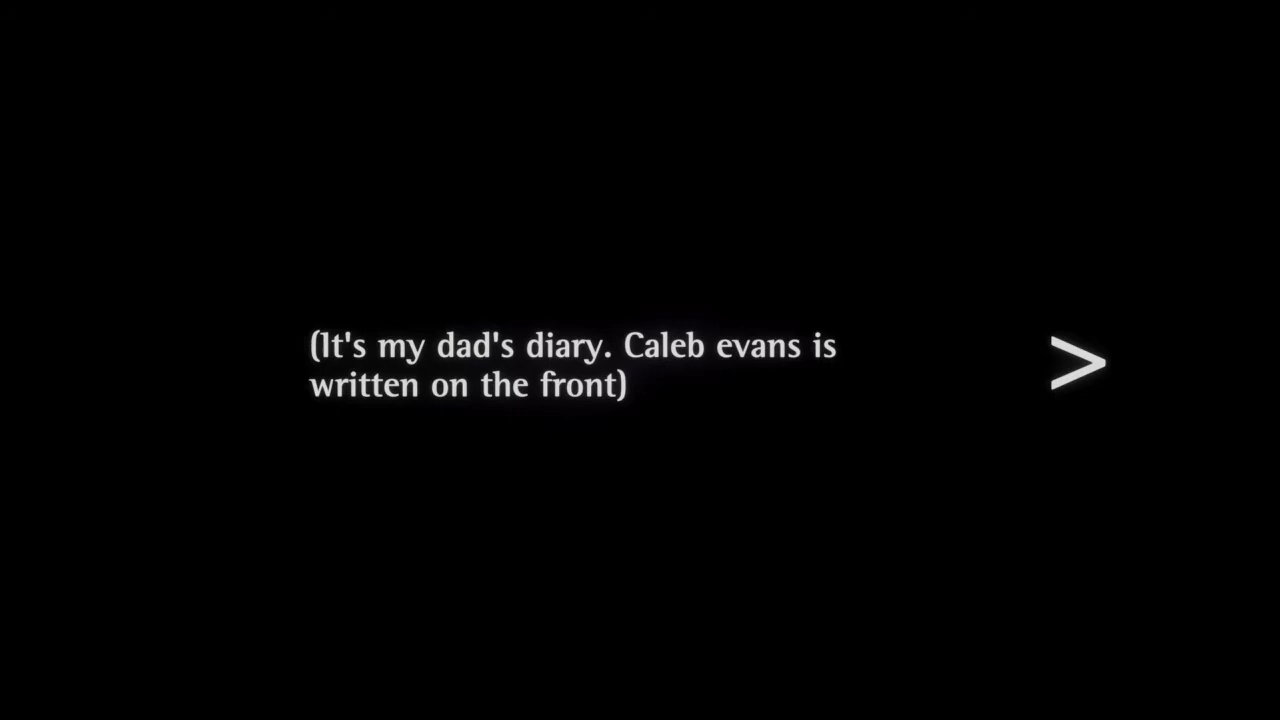 (It's my dad's diary. Caleb evans is
written on the front)
>